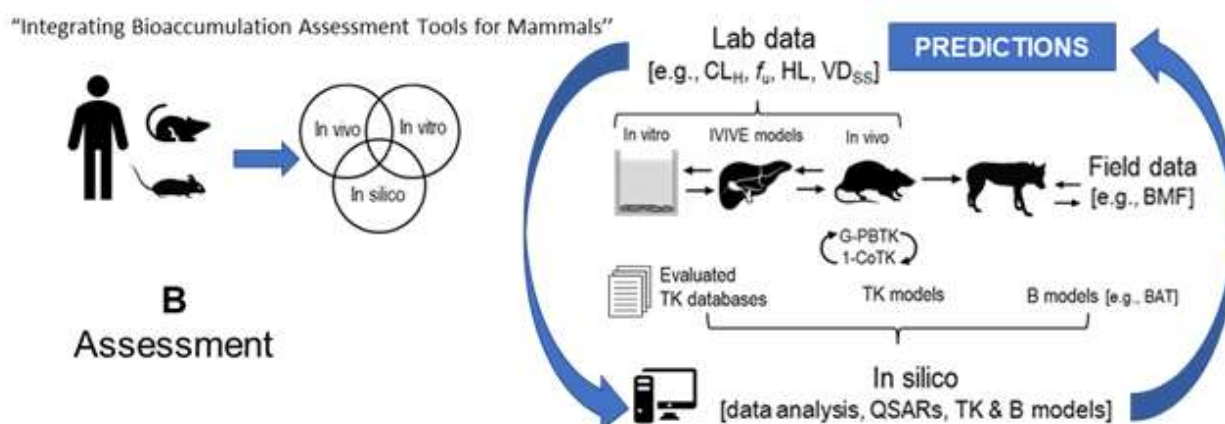 “Integrating Bioaccumulation Assessment Tools for Mammals”
In vivo
In vitro
In silico
B
Assessment
Lab data
[e.g., CLH, fu, HL, VDSS]
PREDICTIONS
In vitro
IVIVE models
In vivo
Field data
[e.g., BMF]
G-PBTK
1-CoTK
Evaluated
TK databases
TK models
B models [e.g., BAT]
In silico
[data analysis, QSARs, TK & B models]